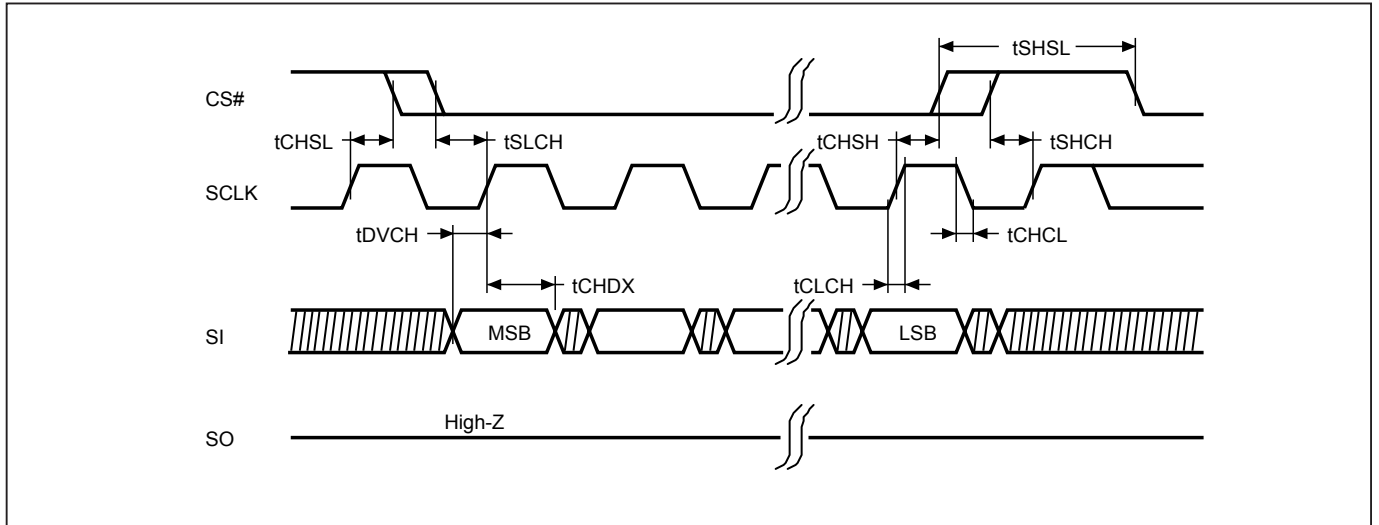 tSHSL
CS#
tCHSL
tSLCH
tCHSH
tSHCH
SCLK
tDVCH
tCHCL
tCHDX
tCLCH
SI
MSB
LSB
High-Z
SO